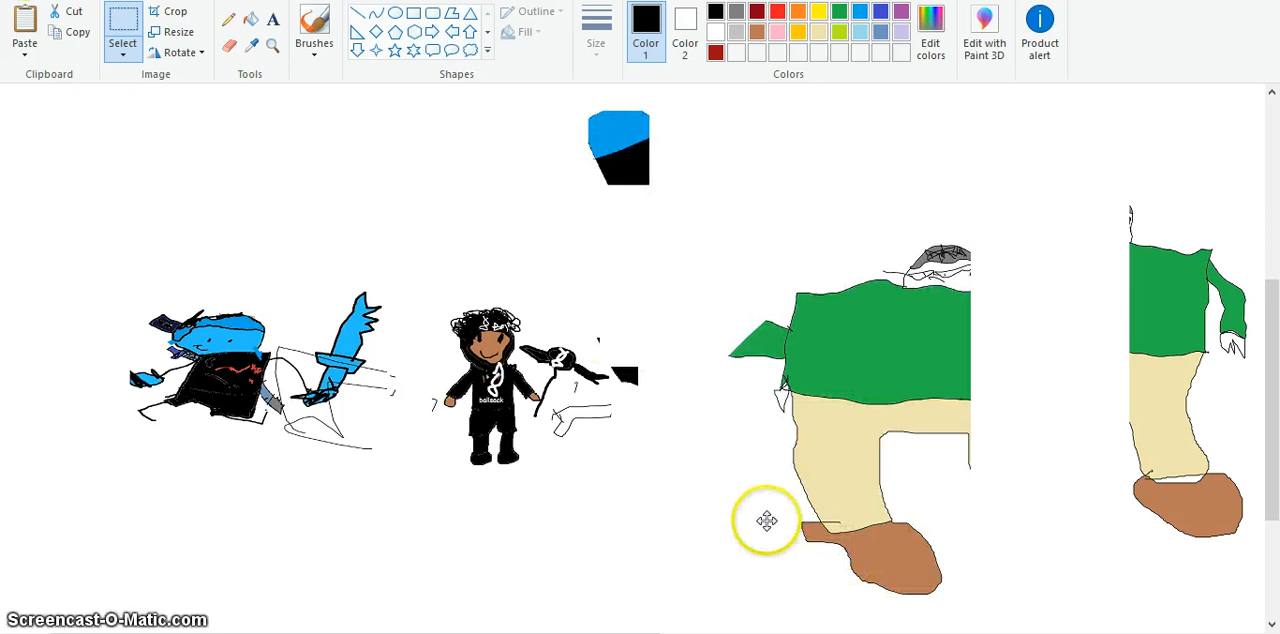 Cut
Copy
Paste
Clipboard
Select
Crop
Resize
Rotate
Image
A
Tools
Brushes
Outline
Fill
Shapes
Size
Color
1
Color
2
Edit
colors
Colors
Edit with
Paint 3D
Product
alert
ballsack
Screencast-O-Matic.com